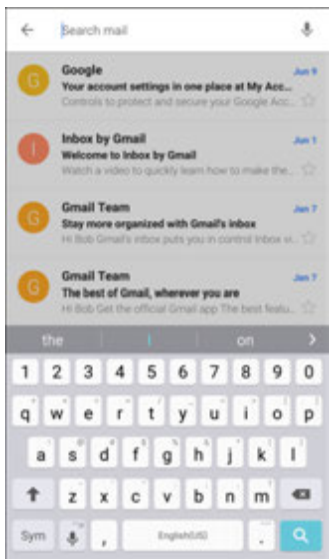 Search mail
G
Google
Jun 9
Your account settings in one place at My Acc...
Controls to protect and secure your Google Acc...
I
Inbox by Gmail
Jun 1
Welcome to Inbox by Gmail
Watch a video to quickly learn how to make the...
G
Gmail Team
Jan 7
Stay more organized with Gmail's inbox
Hi Bob Gmail's inbox puts you in control Inbox vi...
G
Gmail Team
Jan 7
The best of Gmail, wherever you are
Hi Bob Get the official Gmail app The best featu...
the I on
1 2 3 4 5 6 7 8 9 0
q w e r t y u i o p
a s d f g h j k l
z x c v b n m
Sym , English(US) .